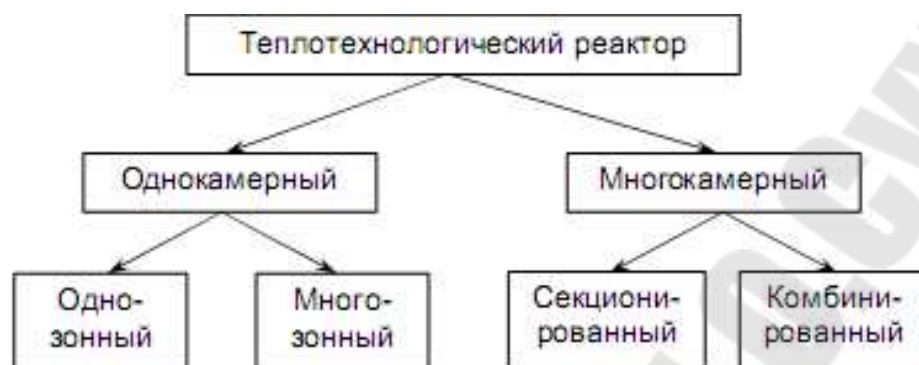 Теплотехнологический реактор
Однокамерный
Многокамерный
Одно-
зонный
Много-
зонный
Секциони-
рованный
Комбини-
рованный